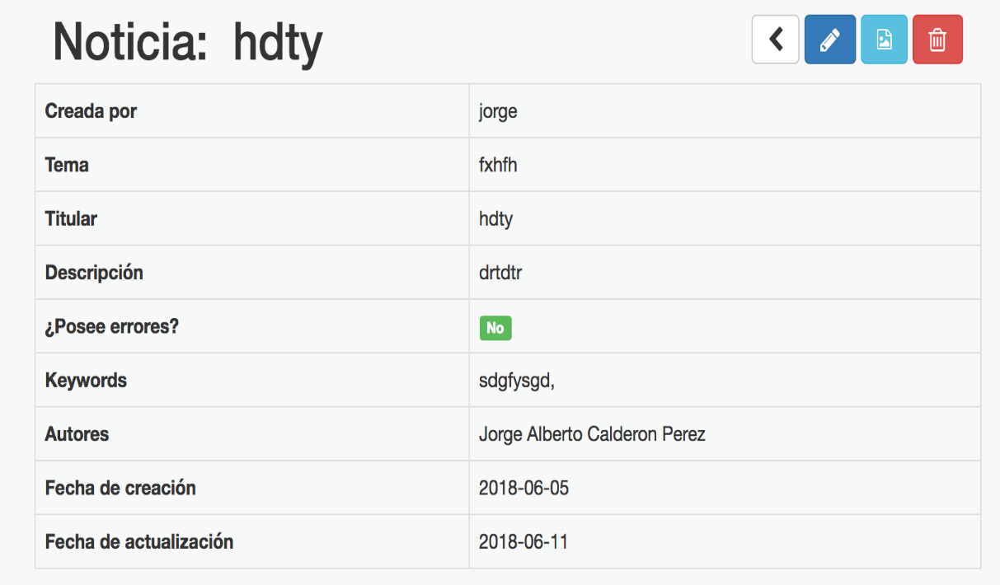 Noticia: hdty
Creada por jorge
Tema fxhfh
Titular hdty
Descripción drtdtr
¿Posee errores? No
Keywords sdgfysgd,
Autores Jorge Alberto Calderon Perez
Fecha de creación 2018-06-05
Fecha de actualización 2018-06-11